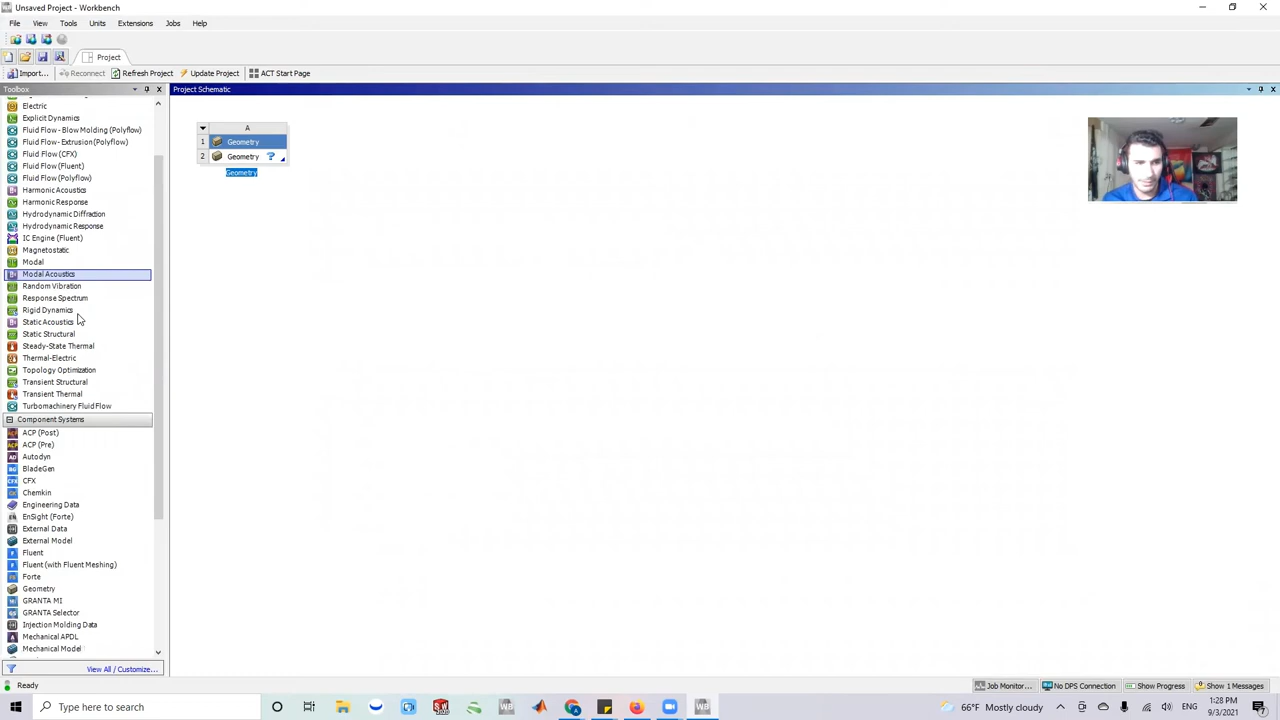 Unsaved Project - Workbench
File View Tools Units Extensions Jobs Help
Project
Import... Reconnect Refresh Project Update Project ACT Start Page
Toolbox
Project Schematic
Electric
Explicit Dynamics
Fluid Flow - Blow Molding (Polyflow)
Fluid Flow- Extrusion (Polyflow)
Fluid Flow (CFX)
Fluid Flow (Fluent)
Fluid Flow (Polyflow)
Harmonic Acoustics
Harmonic Response
Hydrodynamic Diffraction
Hydrodynamic Response
IC Engine (Fluent)
Magnetostatic
Modal
Modal Acoustics
Random Vibration
Response Spectrum
Rigid Dynamics
Static Acoustics
Static Structural
Steady-State Thermal
Thermal-Electric
Topology Optimization
Transient Structural
Transient Thermal
Turbomachinery Fluid Flow
Component Systems
ACP (Post)
ACP (Pre)
Autodyn
BladeGen
CFX
Chemkin
Engineering Data
EnSight (Forte)
External Data
External Model
Fluent
Fluent (with Fluent Meshing)
Forte
Geometry
GRANTA MI
GRANTA Selector
Injection Molding Data
Mechanical APDL
Mechanical Model
View All / Customize...
A
1 Geometry
2 Geometry ?
Geometry
Ready
Job Monitor... No DPS Connection Show Progress Show 1 Messages
Type here to search
66°F Mostly cloudy
ENG
1:28 PM
9/3/2021